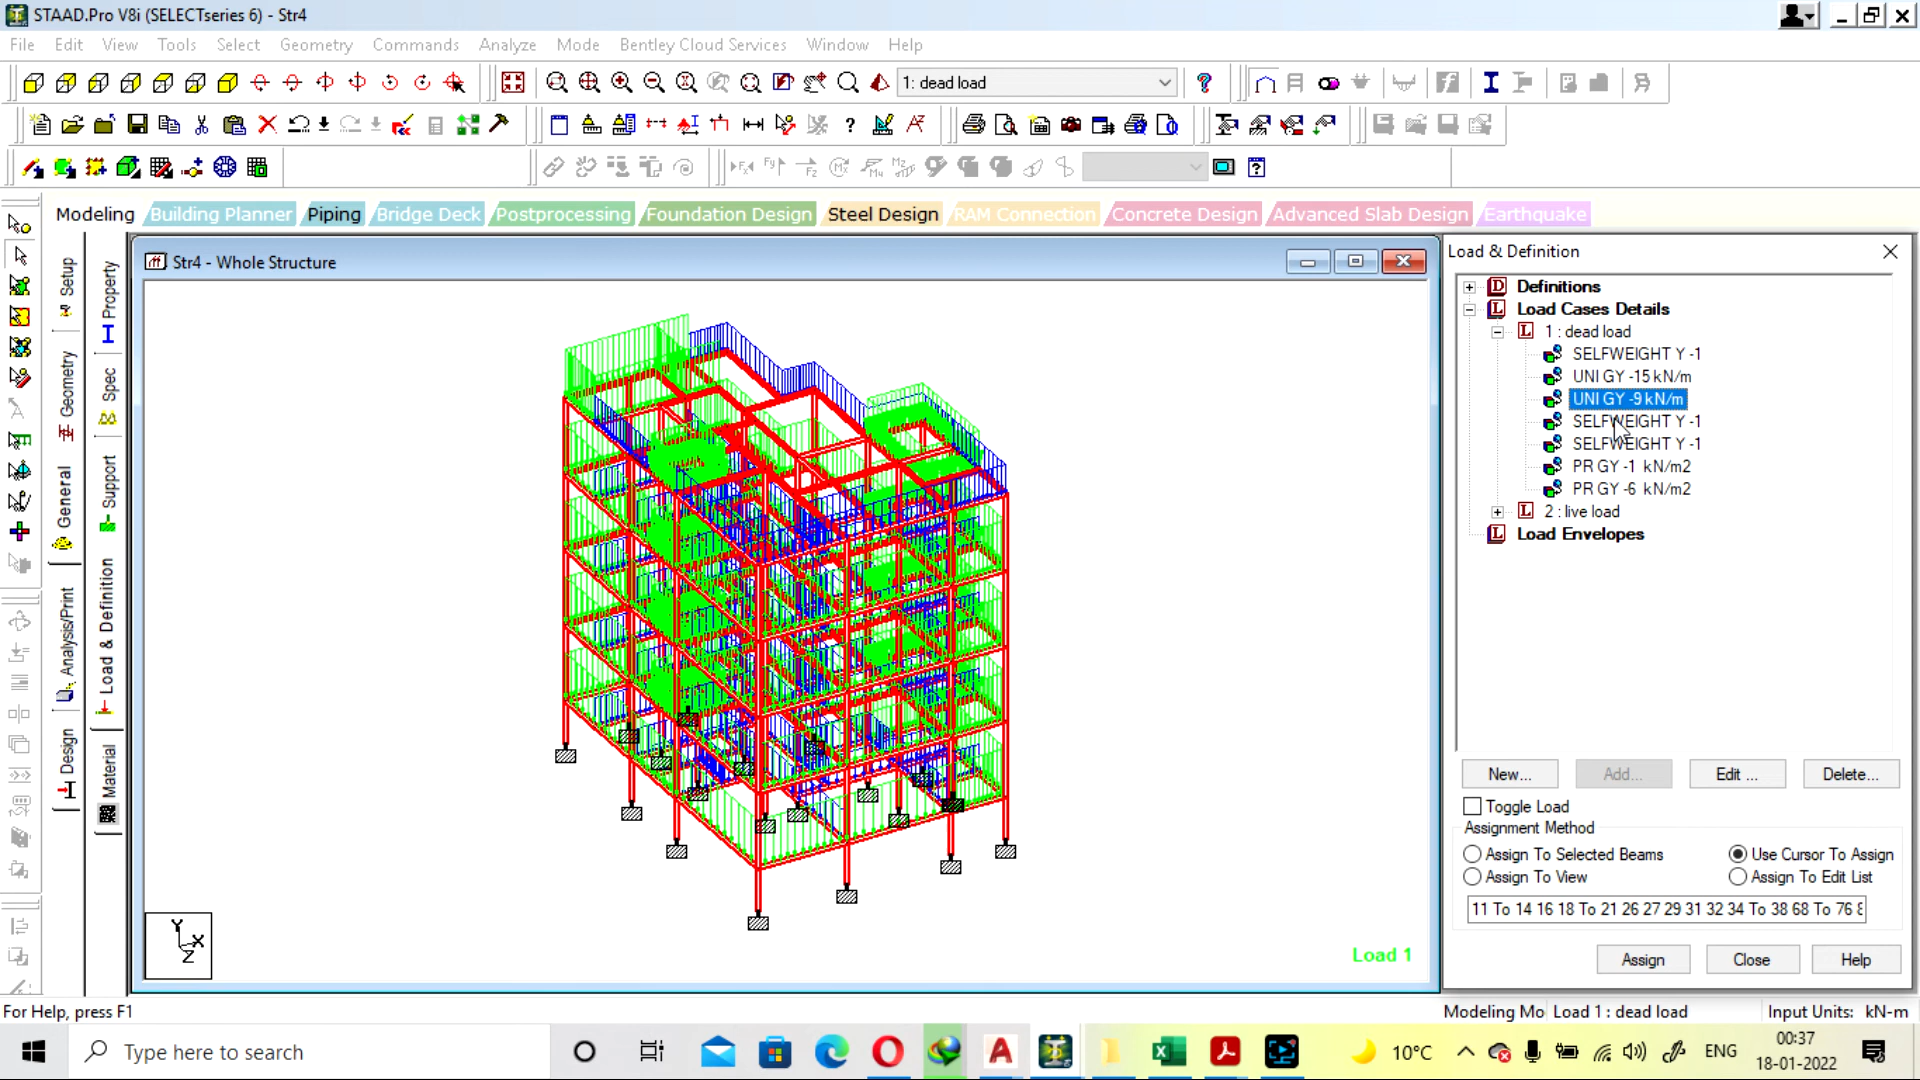 STAAD.Pro V8i (SELECTseries 6) - Str4
File Edit View Tools Select Geometry Commands Analyze Mode Bentley Cloud Services Window Help
1: dead load
Modeling Building Planner Piping Bridge Deck Postprocessing Foundation Design Steel Design RAM Connection Concrete Design Advanced Slab Design Earthquake
Setup
Geometry
General
Analysis/Print
Design
Property
Spec
Support
Load & Definition
Material
Str4 - Whole Structure
Y
X
Z
Load 1
Load & Definition
Definitions
Load Cases Details
1 : dead load
SELFWEIGHT Y -1
UNI GY -15 kN/m
UNI GY -9 kN/m
SELFWEIGHT Y -1
SELFWEIGHT Y -1
PR GY -1 kN/m2
PR GY -6 kN/m2
2 : live load
Load Envelopes
New... Add... Edit ... Delete...
Toggle Load
Assignment Method
Assign To Selected Beams Use Cursor To Assign
Assign To View Assign To Edit List
11 To 14 16 18 To 21 26 27 29 31 32 34 To 38 68 To 76
Assign Close Help
For Help, press F1 Modeling Mo Load 1 : dead load Input Units: kN-m
Type here to search
10°C
ENG
00:37
18-01-2022